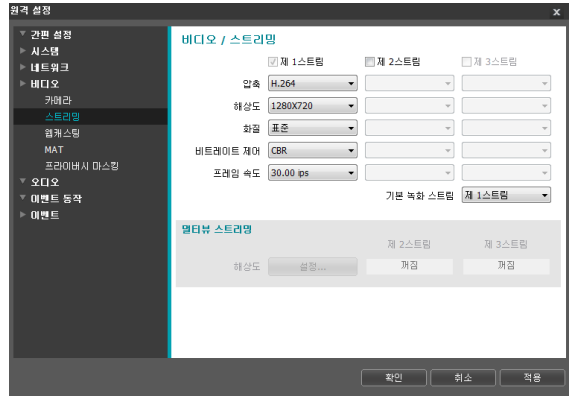 원격 설정 x
간편 설정
시스템
네트워크
비디오
카메라
스트리밍
웹캐스팅
MAT
프라이버시 마스킹
오디오
이벤트 동작
이벤트
비디오 / 스트리밍
제 1스트림 제 2스트림 제 3스트림
압축 H.264
해상도 1280X720
화질 표준
비트레이트 제어 CBR
프레임 속도 30.00 ips
기본 녹화 스트림 제 1스트림
멀티뷰 스트리밍
제 2스트림 제 3스트림
해상도 설정... 꺼짐 꺼짐
확인 취소 적용